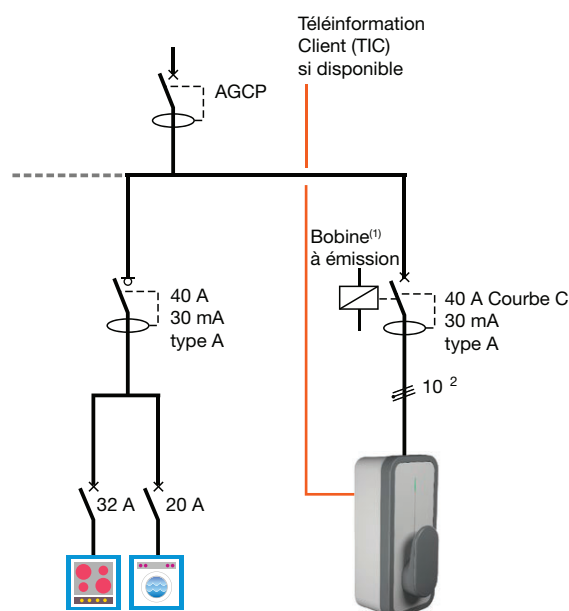 Téléinformation
Client (TIC)
si disponible
AGCP
Bobine(1)
à émission
40 A
30 mA
type A
40 A Courbe C
30 mA
type A
10 2
32 A
20 A